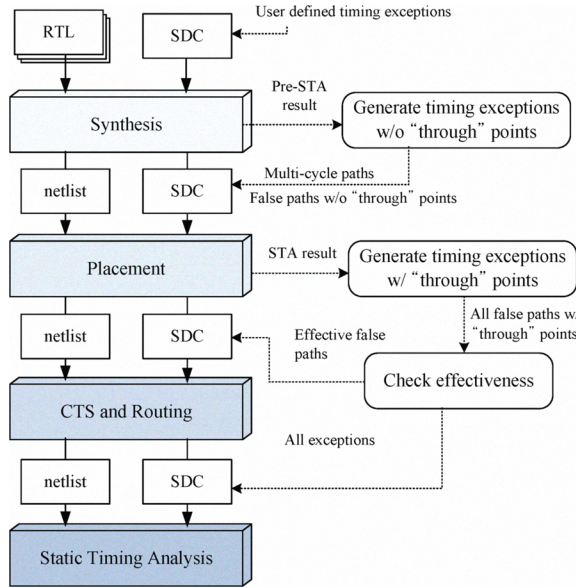 User defined timing exceptions
RTL
SDC
Pre-STA
result
Synthesis
Generate timing exceptions
w/o “through” points
Multi-cycle paths
netlist
SDC
False paths w/o “through” points
STA result
Placement
Generate timing exceptions
w/ “through” points
All false paths w/
“through” points
netlist
SDC
Effective false
paths
Check effectiveness
CTS and Routing
All exceptions
netlist
SDC
Static Timing Analysis